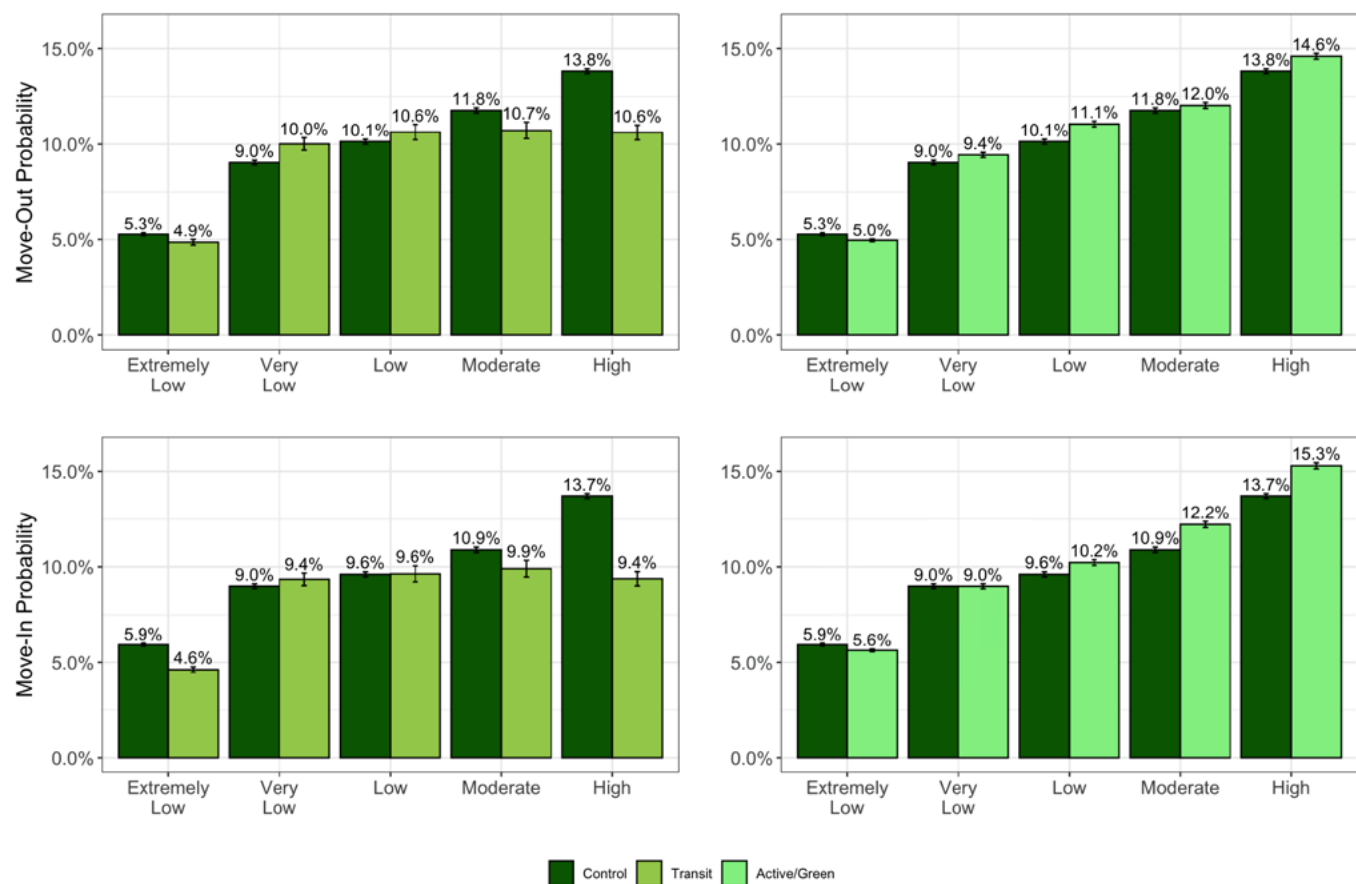 Move-Out Probability
15.0%
10.0%
5.0%
0.0%
5.3% 4.9% 9.0% 10.0% 10.1% 10.6% 11.8% 10.7% 13.8% 10.6%
Extremely Low Very Low Low Moderate High
15.0%
10.0%
5.0%
0.0%
5.3% 5.0% 9.0% 9.4% 10.1% 11.1% 11.8% 12.0% 13.8% 14.6%
Extremely Low Very Low Low Moderate High
Move-In Probability
15.0%
10.0%
5.0%
0.0%
5.9% 4.6% 9.0% 9.4% 9.6% 9.6% 10.9% 9.9% 13.7% 9.4%
Extremely Low Very Low Low Moderate High
15.0%
10.0%
5.0%
0.0%
5.9% 5.6% 9.0% 9.0% 9.6% 10.2% 10.9% 12.2% 13.7% 15.3%
Extremely Low Very Low Low Moderate High
Control Transit Active/Green